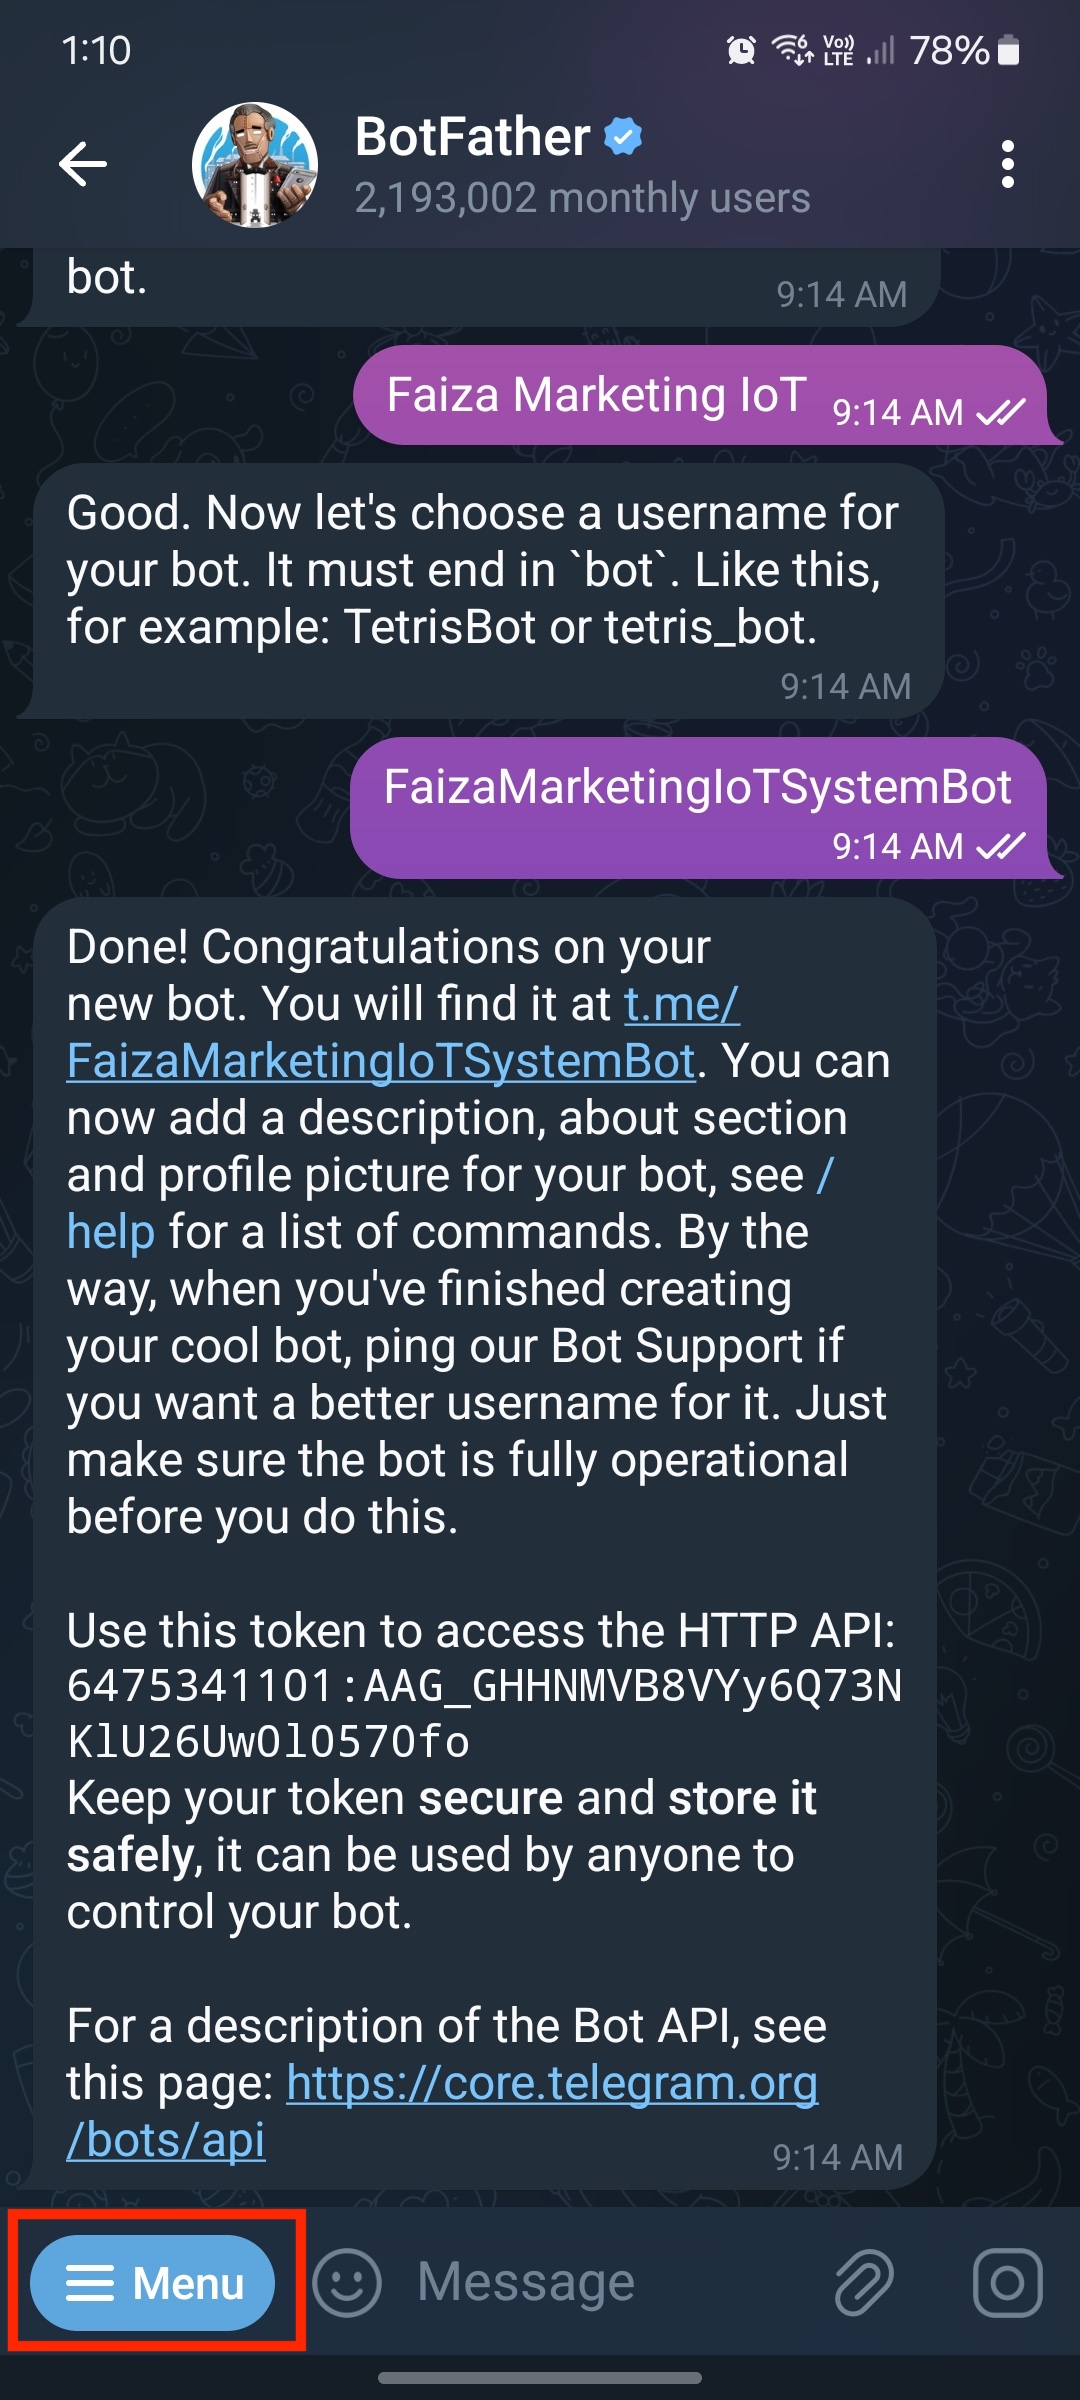 1:10
Vo)) LTE 78%
BotFather
2,193,002 monthly users
bot.
9:14 AM
Faiza Marketing IoT 9:14 AM
Good. Now let's choose a username for
your bot. It must end in `bot`. Like this,
for example: TetrisBot or tetris_bot.
9:14 AM
FaizaMarketingIoTSystemBot
9:14 AM
Done! Congratulations on your
new bot. You will find it at t.me/
FaizaMarketingIoTSystemBot. You can
now add a description, about section
and profile picture for your bot, see /
help for a list of commands. By the
way, when you've finished creating
your cool bot, ping our Bot Support if
you want a better username for it. Just
make sure the bot is fully operational
before you do this.
Use this token to access the HTTP API:
6475341101:AAG_GHHNMVB8VYy6Q73N
KlU26UwOlO57Ofo
Keep your token secure and store it
safely, it can be used by anyone to
control your bot.
For a description of the Bot API, see
this page: https://core.telegram.org
/bots/api
9:14 AM
Menu
Message